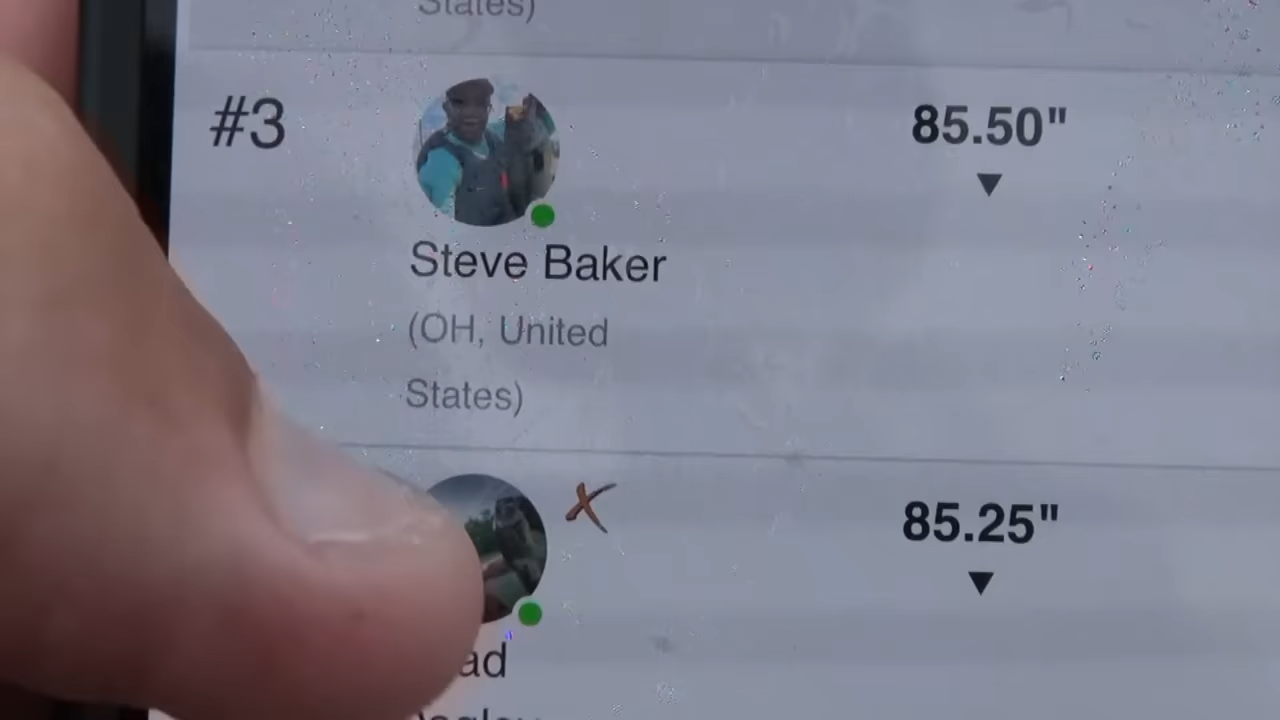 States)
#3
85.50"
Steve Baker
(OH, United
States)
85.25"